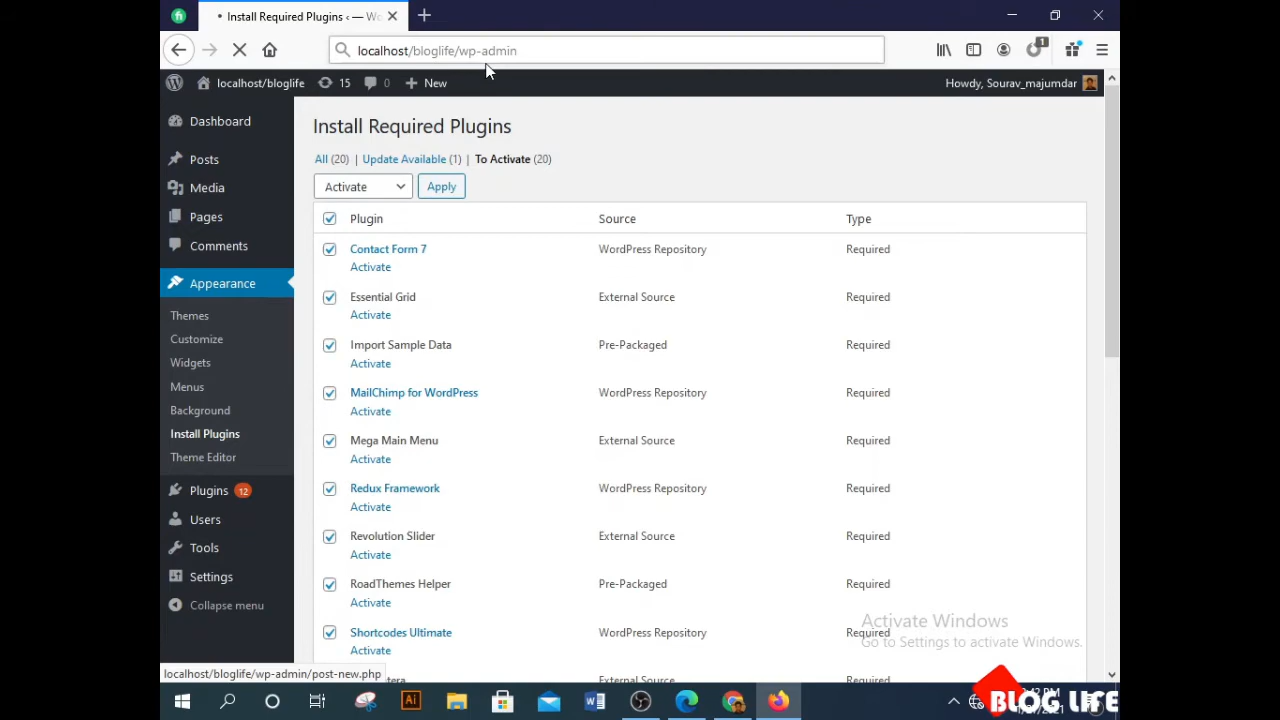 Install Required Plugins ‹ — Wo
localhost/bloglife/wp-admin
1
localhost/bloglife
15
0
New
Howdy, Sourav_majumdar
Dashboard
Posts
Media
Pages
Comments
Appearance
Themes
Customize
Widgets
Menus
Background
Install Plugins
Theme Editor
Plugins 12
Users
Tools
Settings
Collapse menu
Install Required Plugins
All (20) | Update Available (1) | To Activate (20)
Activate Apply
Plugin Source Type
Contact Form 7 WordPress Repository Required
Activate
Essential Grid External Source Required
Activate
Import Sample Data Pre-Packaged Required
Activate
MailChimp for WordPress WordPress Repository Required
Activate
Mega Main Menu External Source Required
Activate
Redux Framework WordPress Repository Required
Activate
Revolution Slider External Source Required
Activate
RoadThemes Helper Pre-Packaged Required
Activate
Shortcodes Ultimate WordPress Repository Required
Activate
External Source Required
Activate Windows
Go to Settings to activate Windows.
localhost/bloglife/wp-admin/post-new.php
Ai
BLOG LIFE